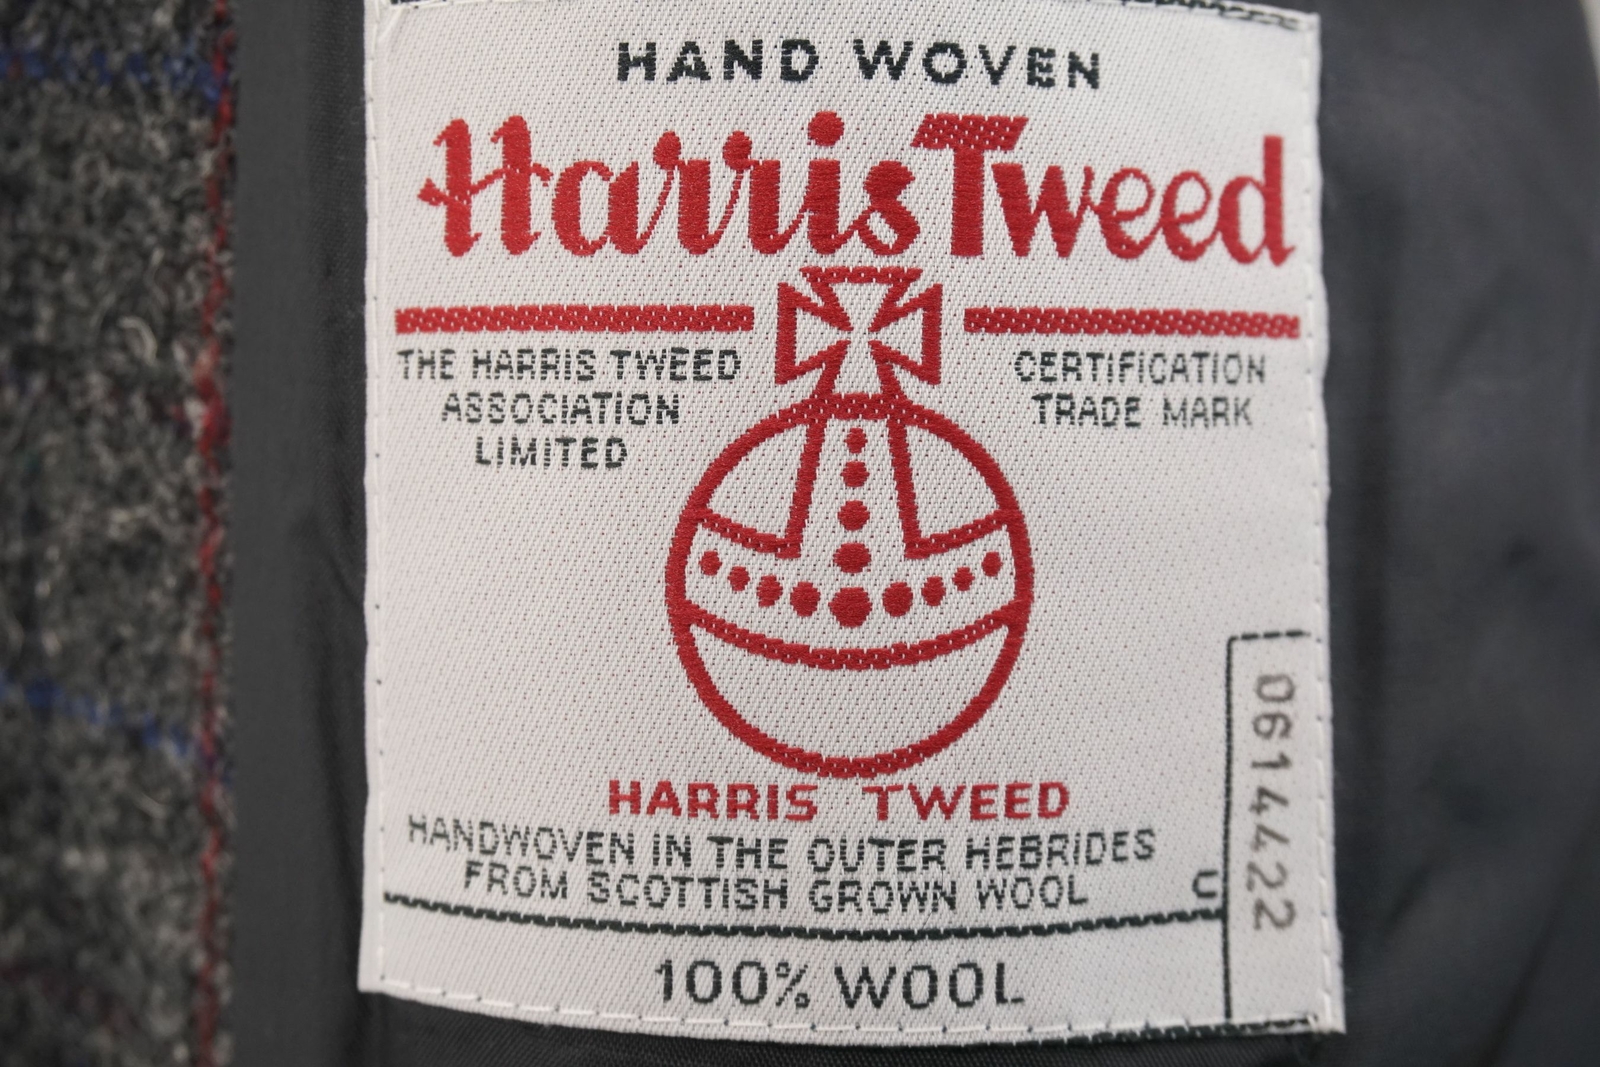 HAND WOVEN
Harris Tweed
THE HARRIS TWEED
ASSOCIATION
LIMITED
CERTIFICATION
TRADE MARK
HARRIS TWEED
HANDWOVEN IN THE OUTER HEBRIDES
FROM SCOTTISH GROWN WOOL
C
0614422
100% WOOL